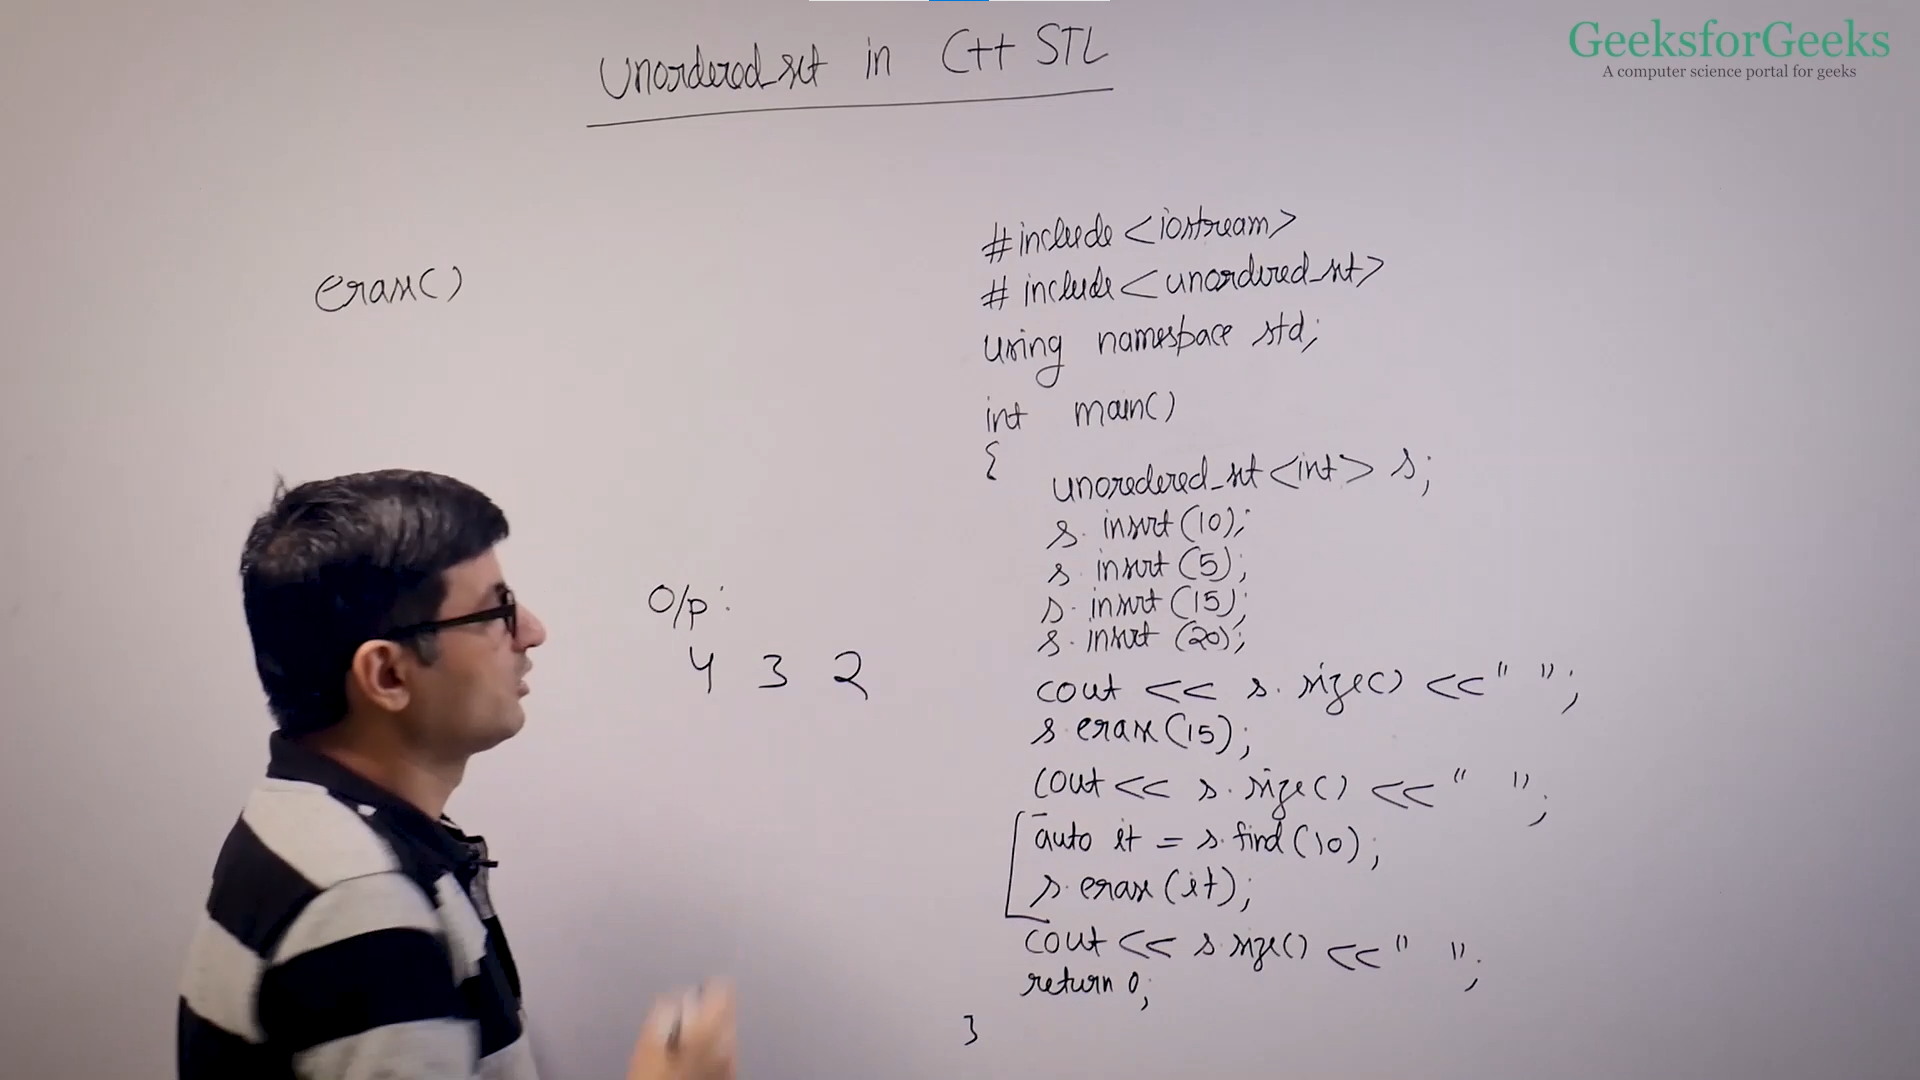 Unordered_set in C++ STL
GeeksforGeeks
A computer science portal for geeks
erase()
O/p:
4 3 2
#include <iostream>
# include <unordered_set>
using namespace std;
int main()
{
unoredered_set <int> s;
s. insert (10);
s. insert (5);
s. insert (15);
s. insert (20);
cout << s. size() << " ";
s. erase (15);
cout << s. size() << " ";
auto it = s. find (10);
s. erase (it);
cout << s. size() << " ";
return 0;
}